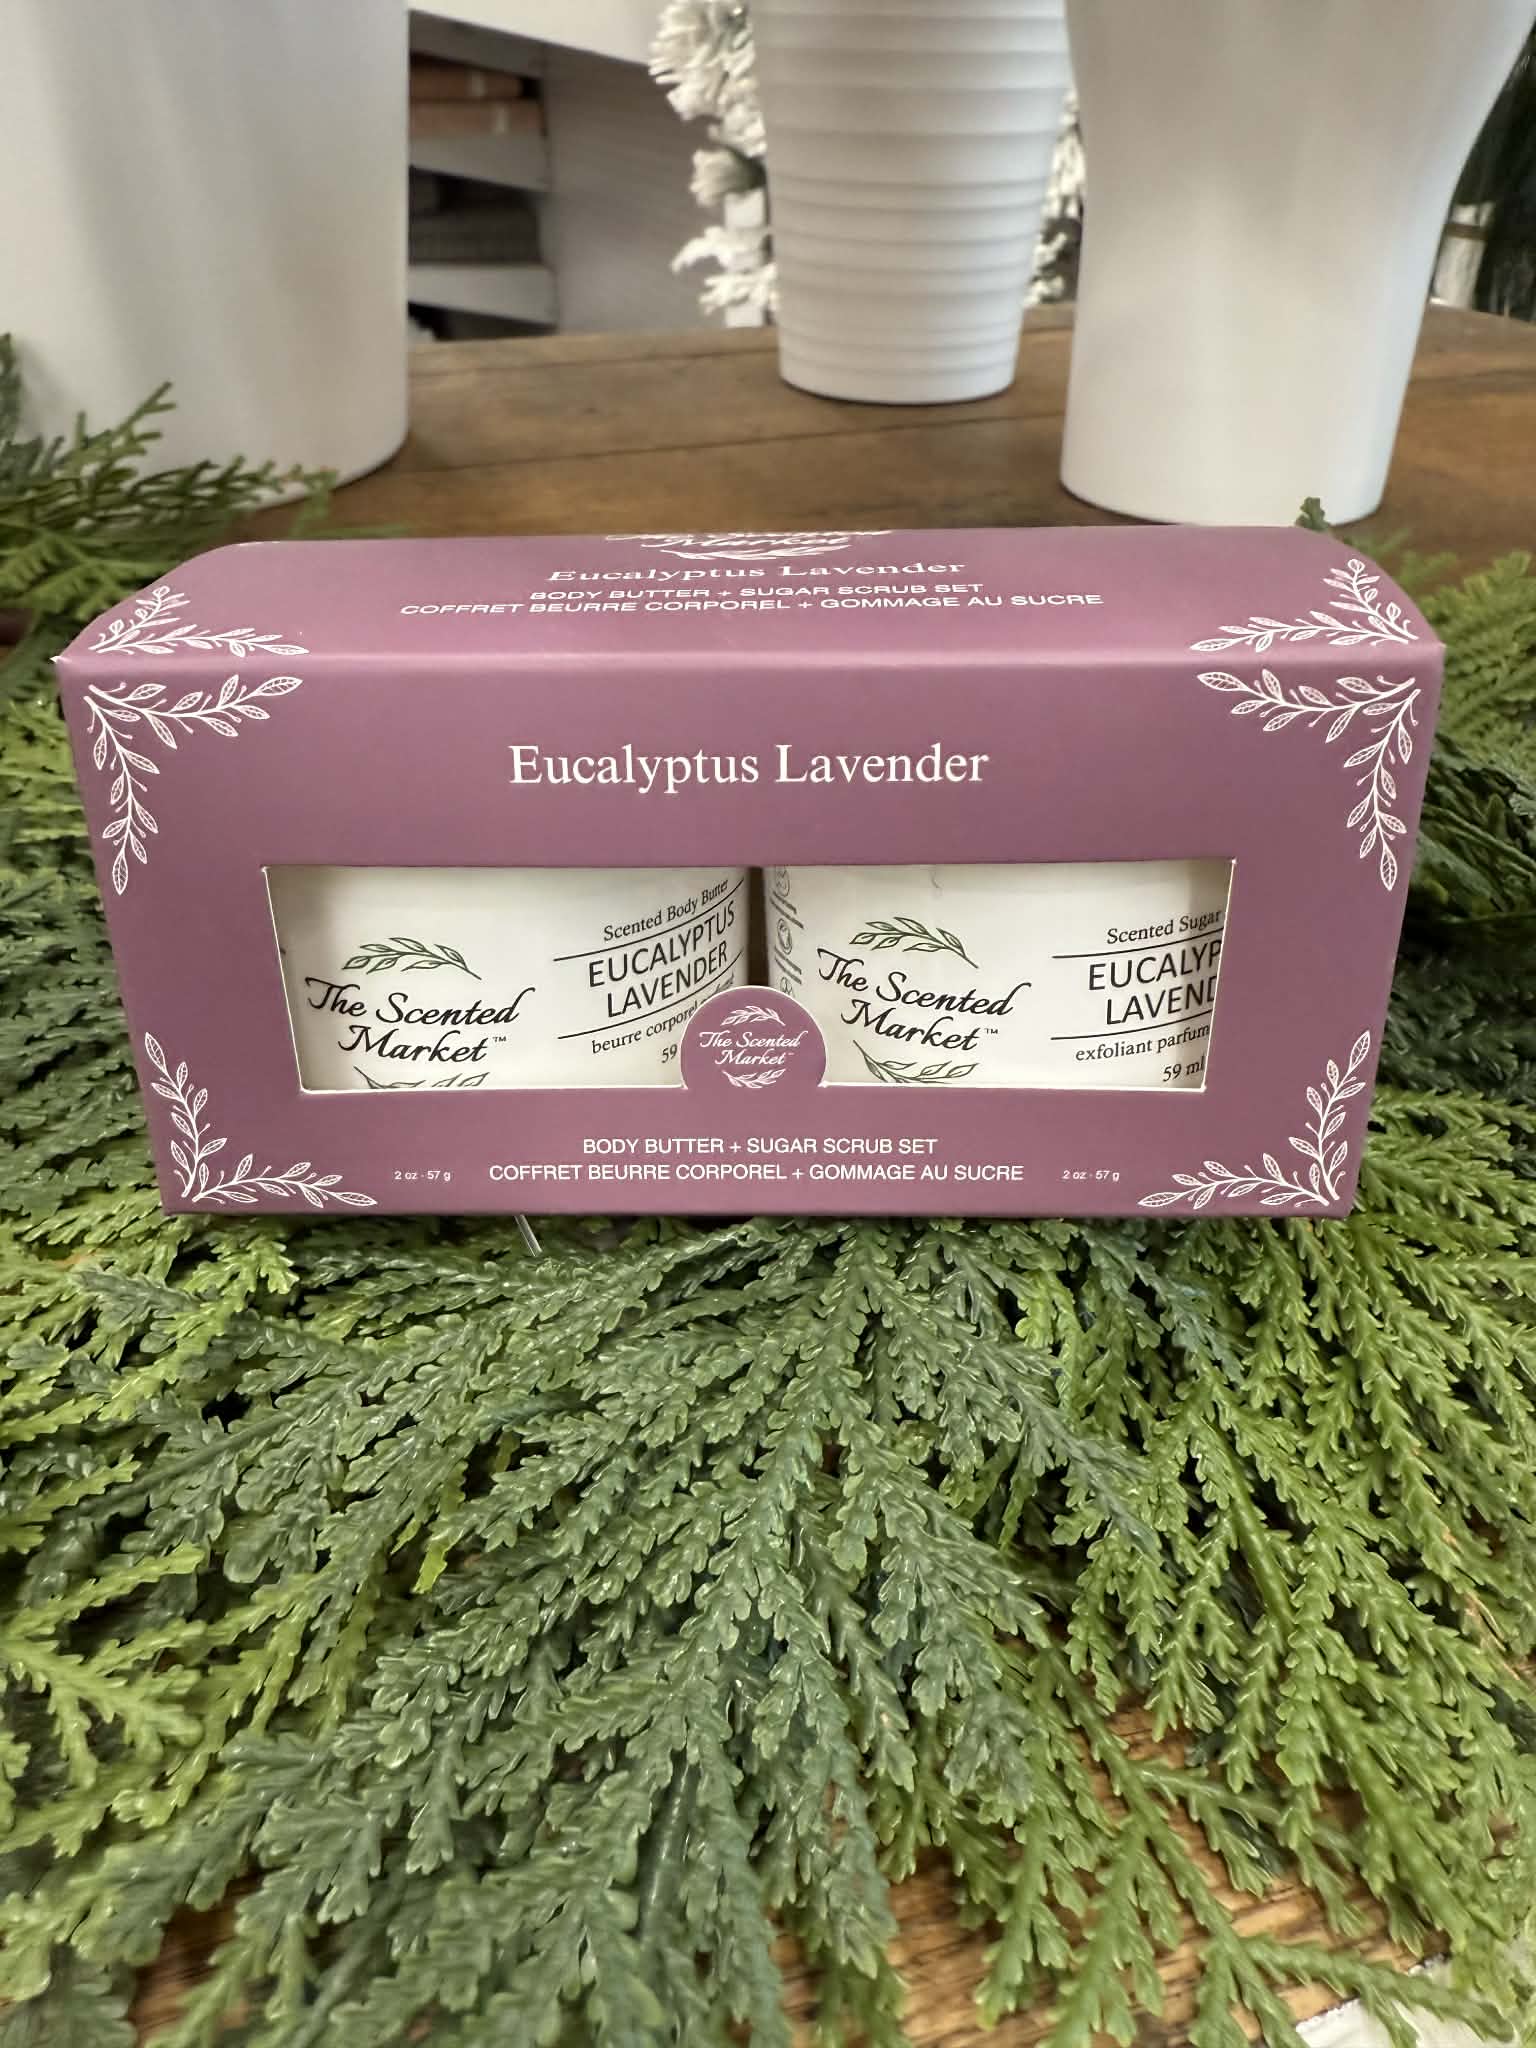 Market
Eucalyptus Lavender
BODY BUTTER + SUGAR SCRUB SET
COFFRET BEURRE CORPOREL + GOMMAGE AU SUCRE
Eucalyptus Lavender
The Scented
Market™
Scented Body Butter
EUCALYPTUS
LAVENDER
beurre corporel
59
The Scented
Market™
The Scented
Market™
Scented Sugar
EUCALYP
LAVEND
exfoliant parfum
59 ml
BODY BUTTER + SUGAR SCRUB SET
2 oz - 57 g COFFRET BEURRE CORPOREL + GOMMAGE AU SUCRE 2 oz - 57 g